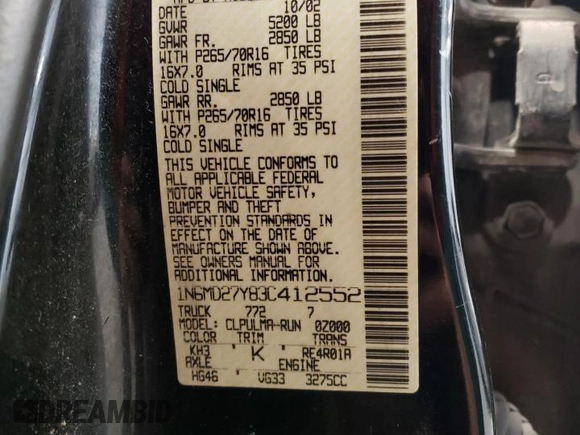 DATE 10/02
GVWR 5200 LB
GAWR FR. 2850 LB
WITH P265/70R16 TIRES
16X7.0 RIMS AT 35 PSI
COLD SINGLE
GAWR RR. 2850 LB
WITH P265/70R16 TIRES
16X7.0 RIMS AT 35 PSI
COLD SINGLE
THIS VEHICLE CONFORMS TO
ALL APPLICABLE FEDERAL
MOTOR VEHICLE SAFETY,
BUMPER AND THEFT
PREVENTION STANDARDS IN
EFFECT ON THE DATE OF
MANUFACTURE SHOWN ABOVE.
SEE OWNERS MANUAL FOR
AND
1N6MD27Y83C412552
TRUCK 772 7
MODEL: CLPULMA-RUN 0Z000
COLOR TRIM TRANS
KH3 K RE4R01A
AXLE ENGINE
HG46 VG33 3275CC
DREAMBID